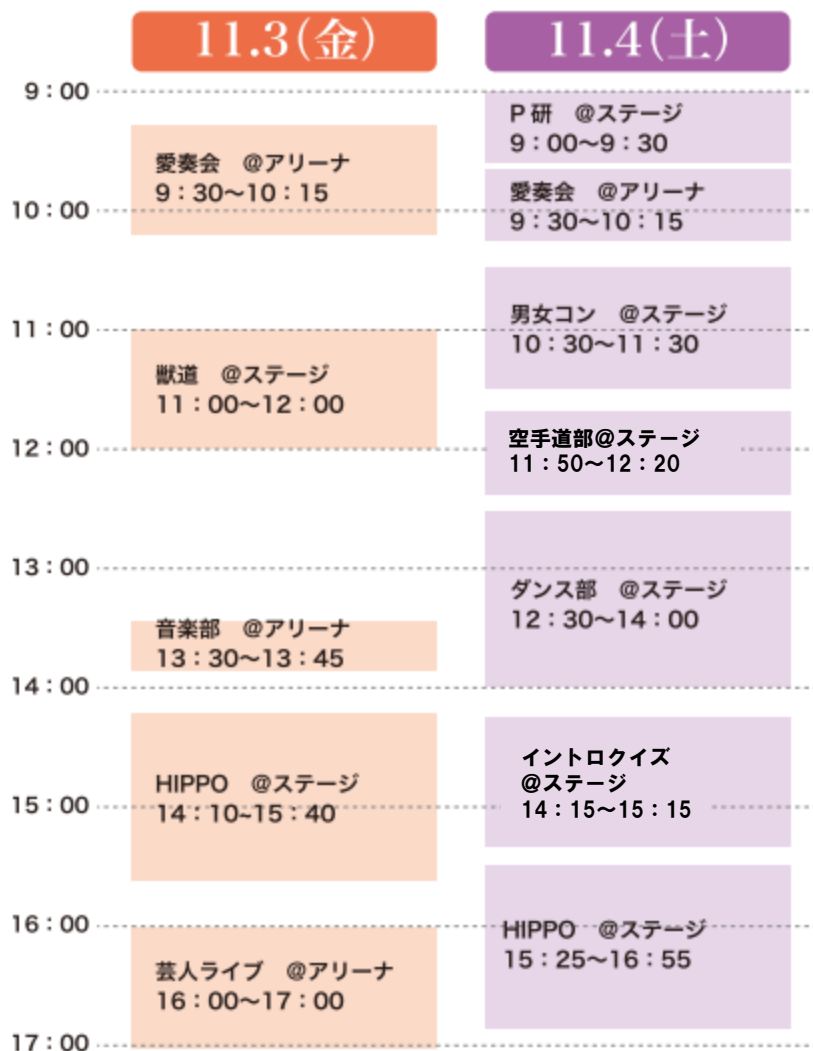 11.3(金)
11.4(土)
9：00
10：00
11：00
12：00
13：00
14：00
15：00
16：00
17：00
愛奏会　@アリーナ
9：30〜10：15
獣道　@ステージ
11：00〜12：00
音楽部　@アリーナ
13：30〜13：45
HIPPO　@ステージ
14：10~15：40
芸人ライブ　@アリーナ
16：00〜17：00
P研　@ステージ
9：00〜9：30
愛奏会　@アリーナ
9：30〜10：15
男女コン　@ステージ
10：30〜11：30
空手道部@ステージ
11：50〜12：20
ダンス部　@ステージ
12：30〜14：00
イントロクイズ
@ステージ
14：15〜15：15
HIPPO　@ステージ
15：25〜16：55